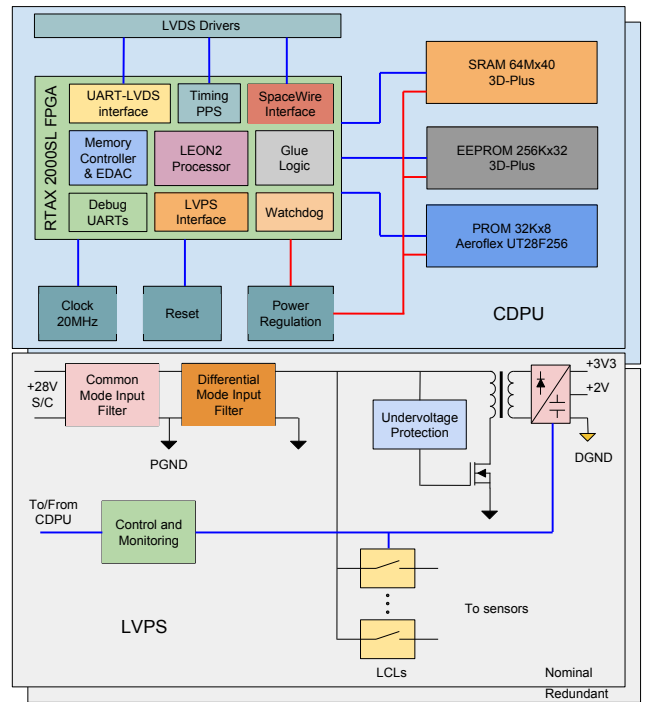 LVDS Drivers
RTAX 2000SL FPGA
UART-LVDS
interface
Timing
PPS
SpaceWire
Interface
Memory
Controller
& EDAC
LEON2
Processor
Glue
Logic
Debug
UARTs
LVPS
Interface
Watchdog
SRAM 64Mx40
3D-Plus
EEPROM 256Kx32
3D-Plus
PROM 32Kx8
Aeroflex UT28F256
Clock
20MHz
Reset
Power
Regulation
CDPU
+28V
S/C
Common
Mode Input
Filter
Differential
Mode Input
Filter
PGND
Undervoltage
Protection
+3V3
+2V
DGND
To/From
CDPU
Control and
Monitoring
To sensors
LVPS
LCLs
Nominal
Redundant